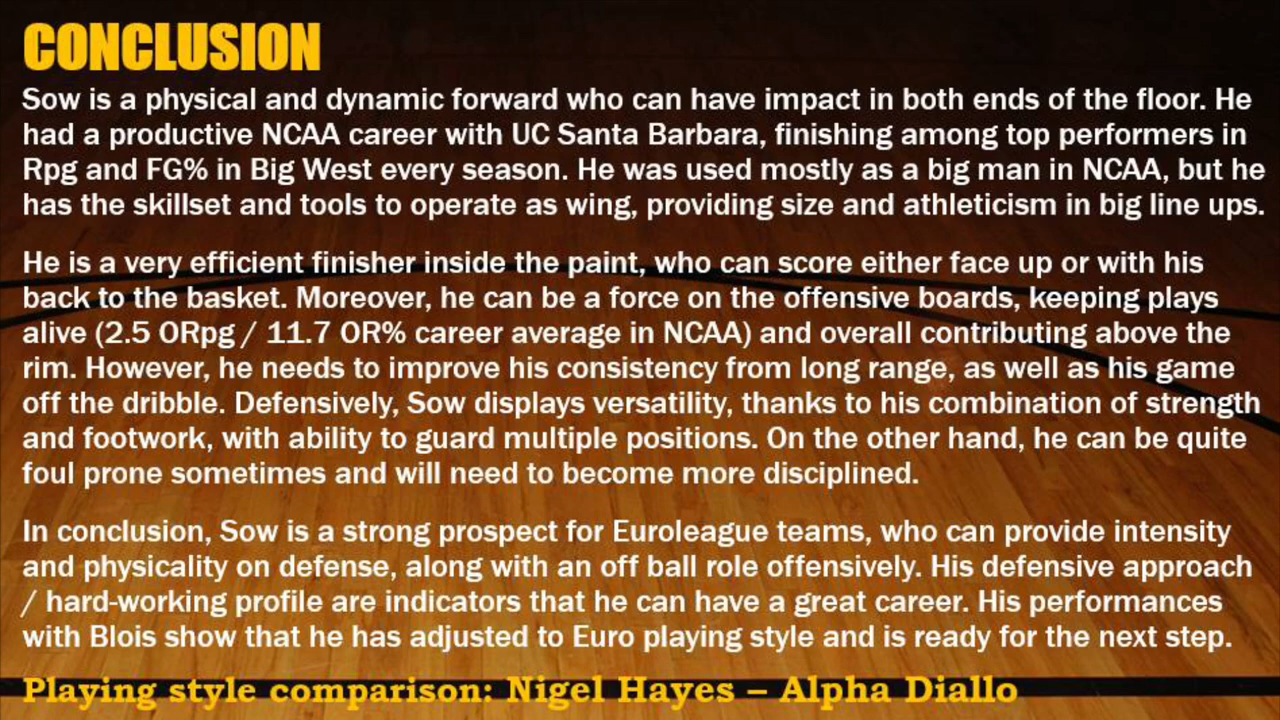 CONCLUSION
Sow is a physical and dynamic forward who can have impact in both ends of the floor. He
had a productive NCAA career with UC Santa Barbara, finishing among top performers in
Rpg and FG% in Big West every season. He was used mostly as a big man in NCAA, but he
has the skillset and tools to operate as wing, providing size and athleticism in big line ups.
He is a very efficient finisher inside the paint, who can score either face up or with his
back to the basket. Moreover, he can be a force on the offensive boards, keeping plays
alive (2.5 ORpg / 11.7 OR% career average in NCAA) and overall contributing above the
rim. However, he needs to improve his consistency from long range, as well as his game
off the dribble. Defensively, Sow displays versatility, thanks to his combination of strength
and footwork, with ability to guard multiple positions. On the other hand, he can be quite
foul prone sometimes and will need to become more disciplined.
In conclusion, Sow is a strong prospect for Euroleague teams, who can provide intensity
and physicality on defense, along with an off ball role offensively. His defensive approach
/ hard-working profile are indicators that he can have a great career. His performances
with Blois show that he has adjusted to Euro playing style and is ready for the next step.
Playing style comparison: Nigel Hayes – Alpha Diallo